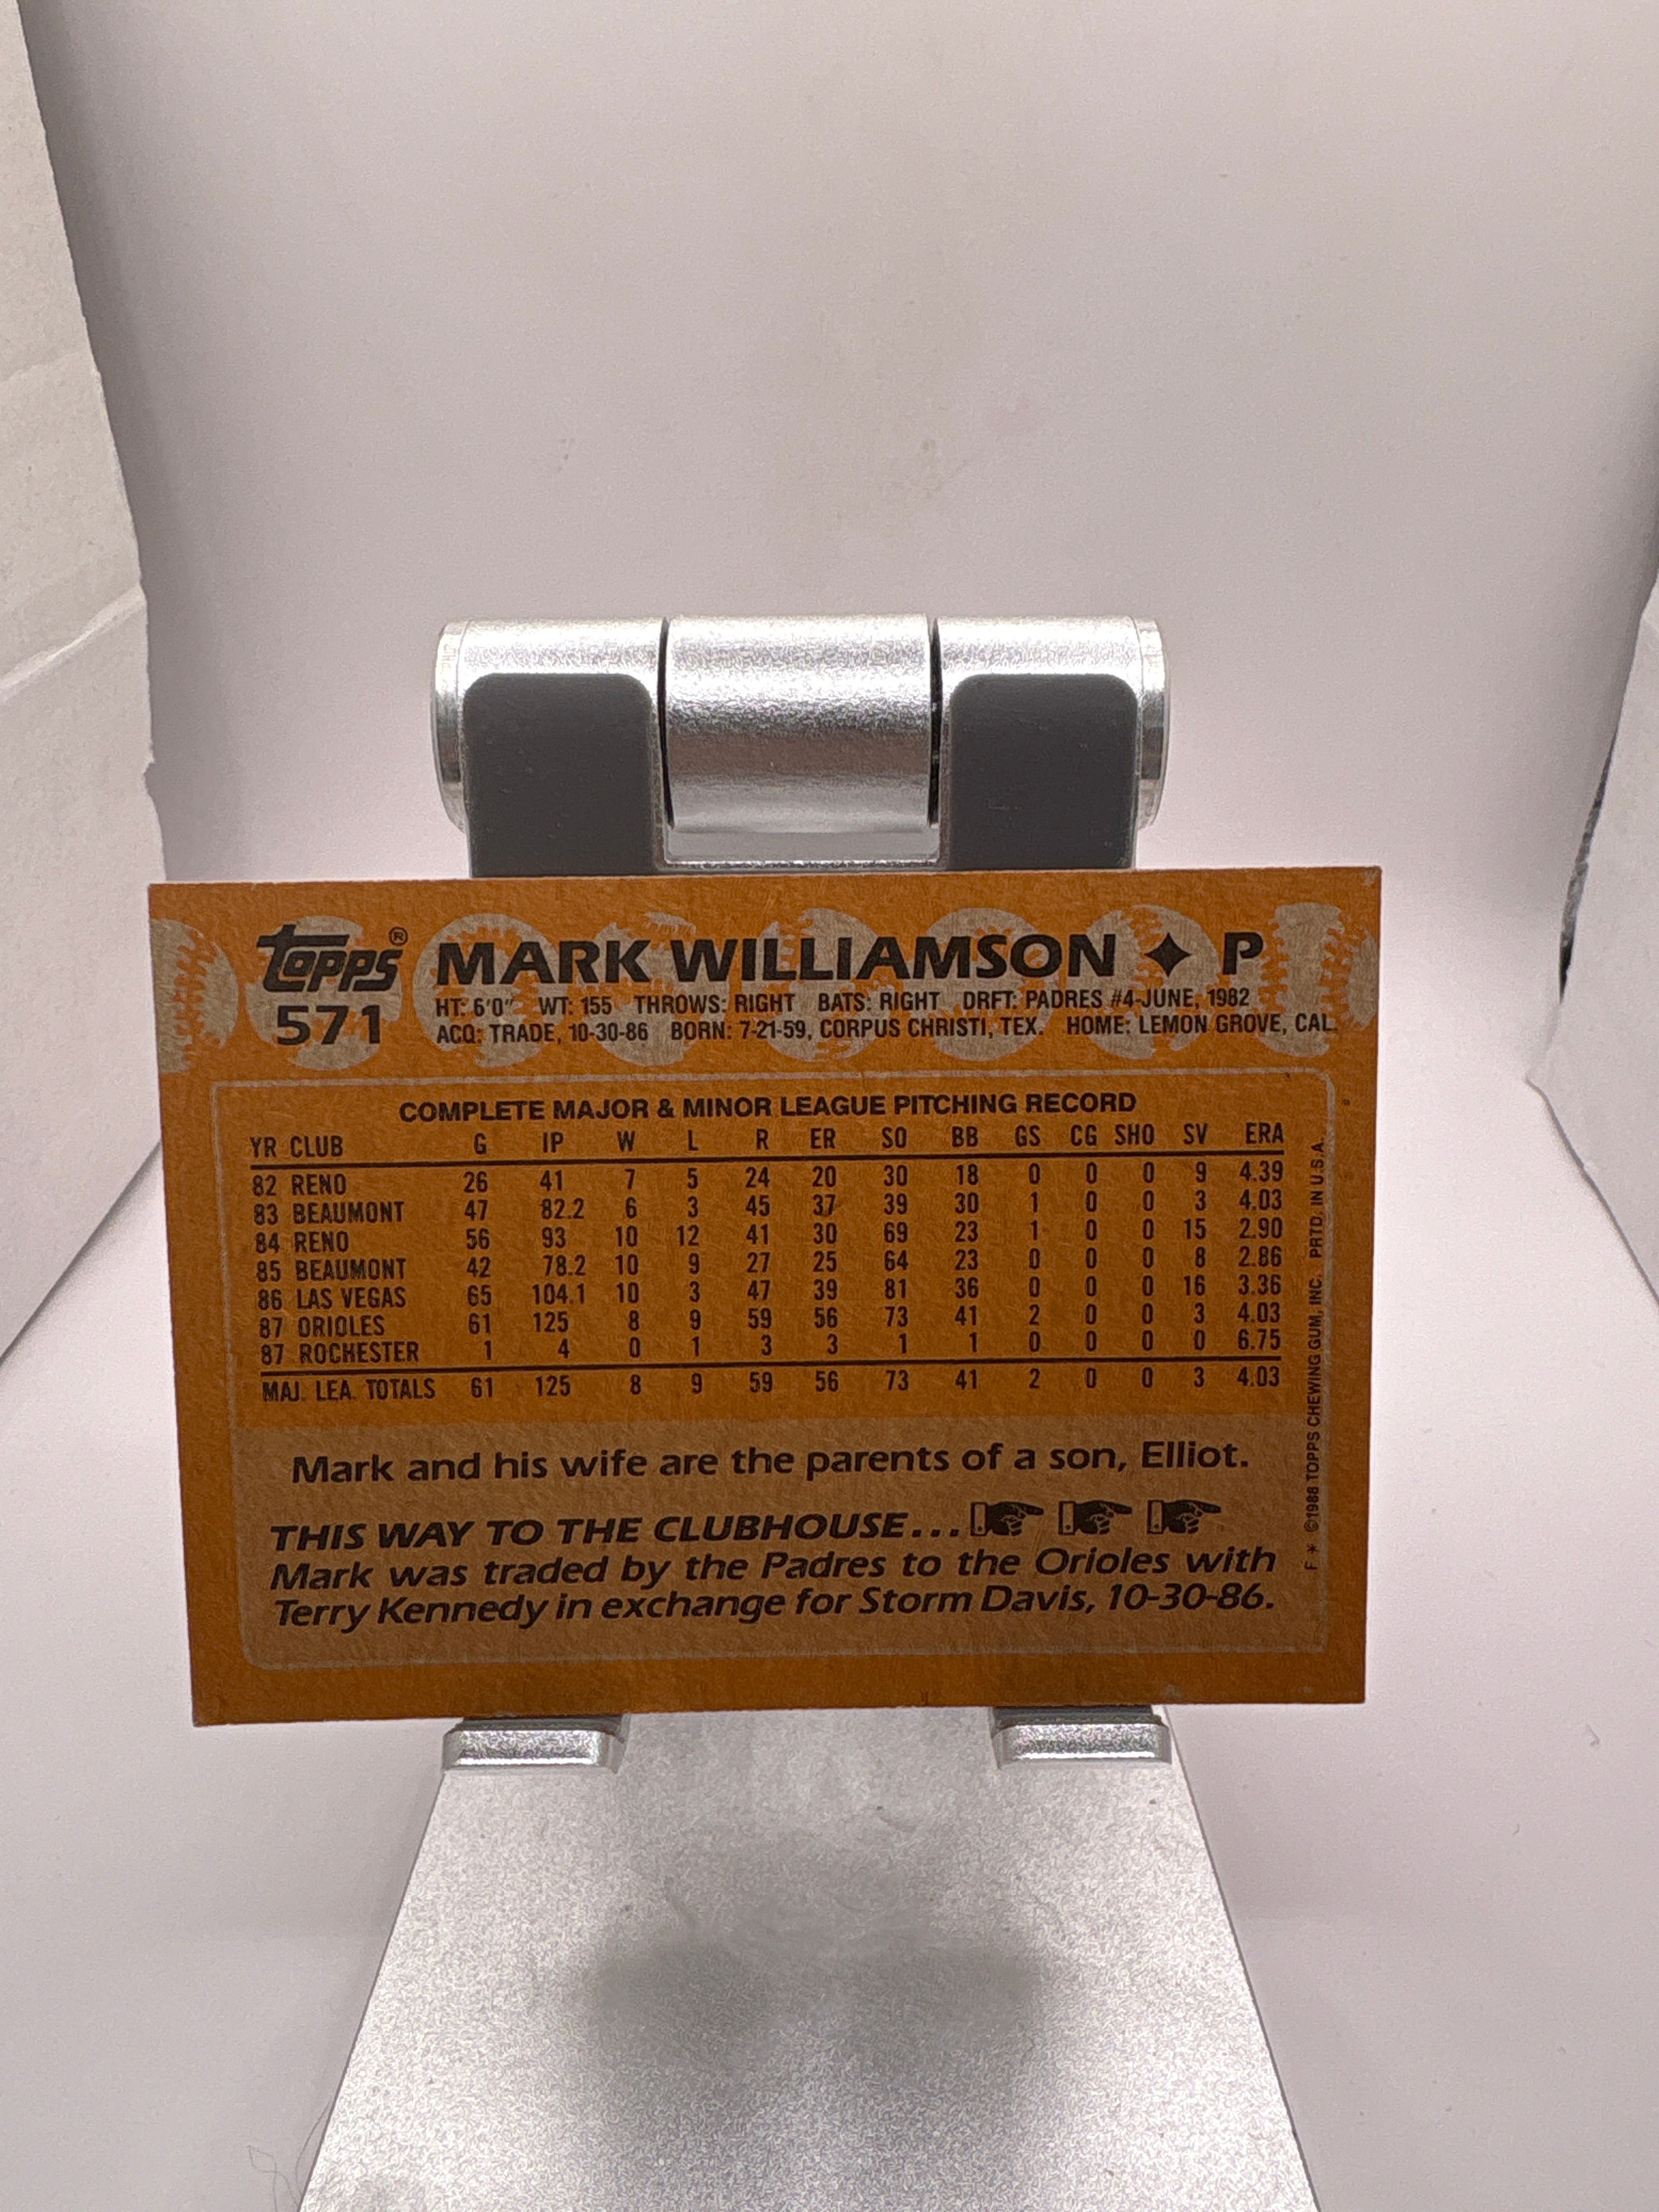 topps® MARK WILLIAMSON ✦ P
571
HT: 6'0" WT: 155 THROWS: RIGHT BATS: RIGHT DRFT: PADRES #4-JUNE, 1982
ACQ: TRADE, 10-30-86 BORN: 7-21-59, CORPUS CHRISTI, TEX. HOME: LEMON GROVE, CAL.
COMPLETE MAJOR & MINOR LEAGUE PITCHING RECORD
YR CLUB G IP W L R ER SO BB GS CG SHO SV ERA
82 RENO 26 41 7 5 24 20 30 18 0 0 0 9 4.39
83 BEAUMONT 47 82.2 6 3 45 37 39 30 1 0 0 3 4.03
84 RENO 56 93 10 12 41 30 69 23 1 0 0 15 2.90
85 BEAUMONT 42 78.2 10 9 27 25 64 23 0 0 0 8 2.86
86 LAS VEGAS 65 104.1 10 3 47 39 81 36 0 0 0 16 3.36
87 ORIOLES 61 125 8 9 59 56 73 41 2 0 0 3 4.03
87 ROCHESTER 1 4 0 1 3 3 1 1 0 0 0 0 6.75
MAJ. LEA. TOTALS 61 125 8 9 59 56 73 41 2 0 0 3 4.03
Mark and his wife are the parents of a son, Elliot.
THIS WAY TO THE CLUBHOUSE...
Mark was traded by the Padres to the Orioles with
Terry Kennedy in exchange for Storm Davis, 10-30-86.
F * ©1988 TOPPS CHEWING GUM, INC. PRTD. IN U.S.A.